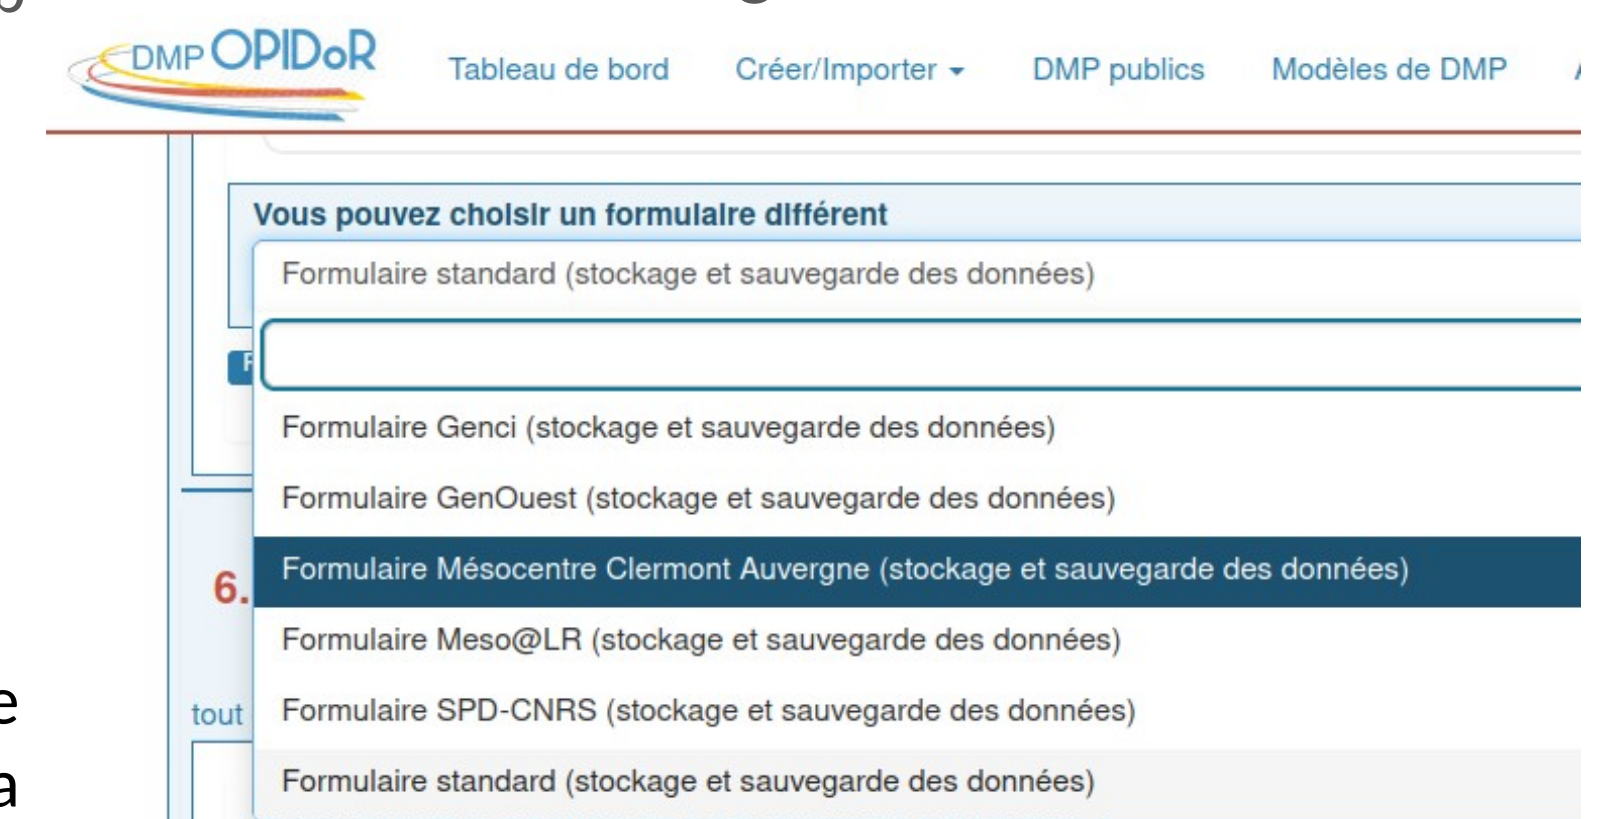 DMP OPIDoR
Tableau de bord
Créer/Importer
DMP publics
Modèles de DMP
Vous pouvez choisir un formulaire différent
Formulaire standard (stockage et sauvegarde des données)
Formulaire Genci (stockage et sauvegarde des données)
Formulaire GenOuest (stockage et sauvegarde des données)
Formulaire Mésocentre Clermont Auvergne (stockage et sauvegarde des données)
6.
Formulaire Meso@LR (stockage et sauvegarde des données)
e
tout
Formulaire SPD-CNRS (stockage et sauvegarde des données)
a
Formulaire standard (stockage et sauvegarde des données)